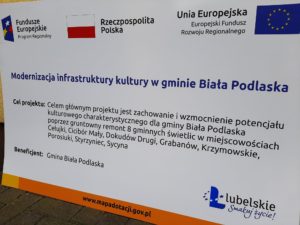 Fundusze
Europejskie
Program Regionalny
Rzeczpospolita
Polska
Unia Europejska
Europejski Fundusz
Rozwoju Regionalnego
Modernizacja infrastruktury kultury w gminie Biała Podlaska
Cel projektu: Celem głównym projektu jest zachowanie i wzmocnienie potencjału
kulturowego charakterystycznego dla gminy Biała Podlaska
poprzez gruntowny remont 8 gminnych świetlic w miejscowościach
Celujki, Cicibór Mały, Dokudów Drugi, Grabanów, Krzymowskie,
Porosiuki, Styrzyniec, Sycyna
Beneficjent: Gmina Biała Podlaska
www.mapadotacji.gov.pl
lubelskie
Smakuj życie!